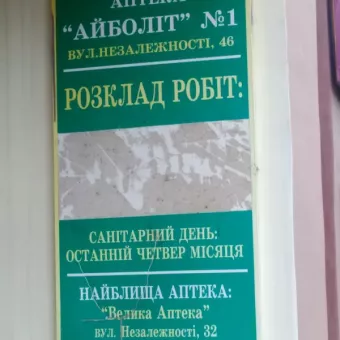 АПТЕКА
“АЙБОЛІТ” №1
ВУЛ.НЕЗАЛЕЖНОСТІ, 46
РОЗКЛАД РОБІТ:
САНІТАРНИЙ ДЕНЬ:
ОСТАННІЙ ЧЕТВЕР МІСЯЦЯ
НАЙБЛИЩА АПТЕКА:
“Велика Аптека”
вул. Незалежності, 32